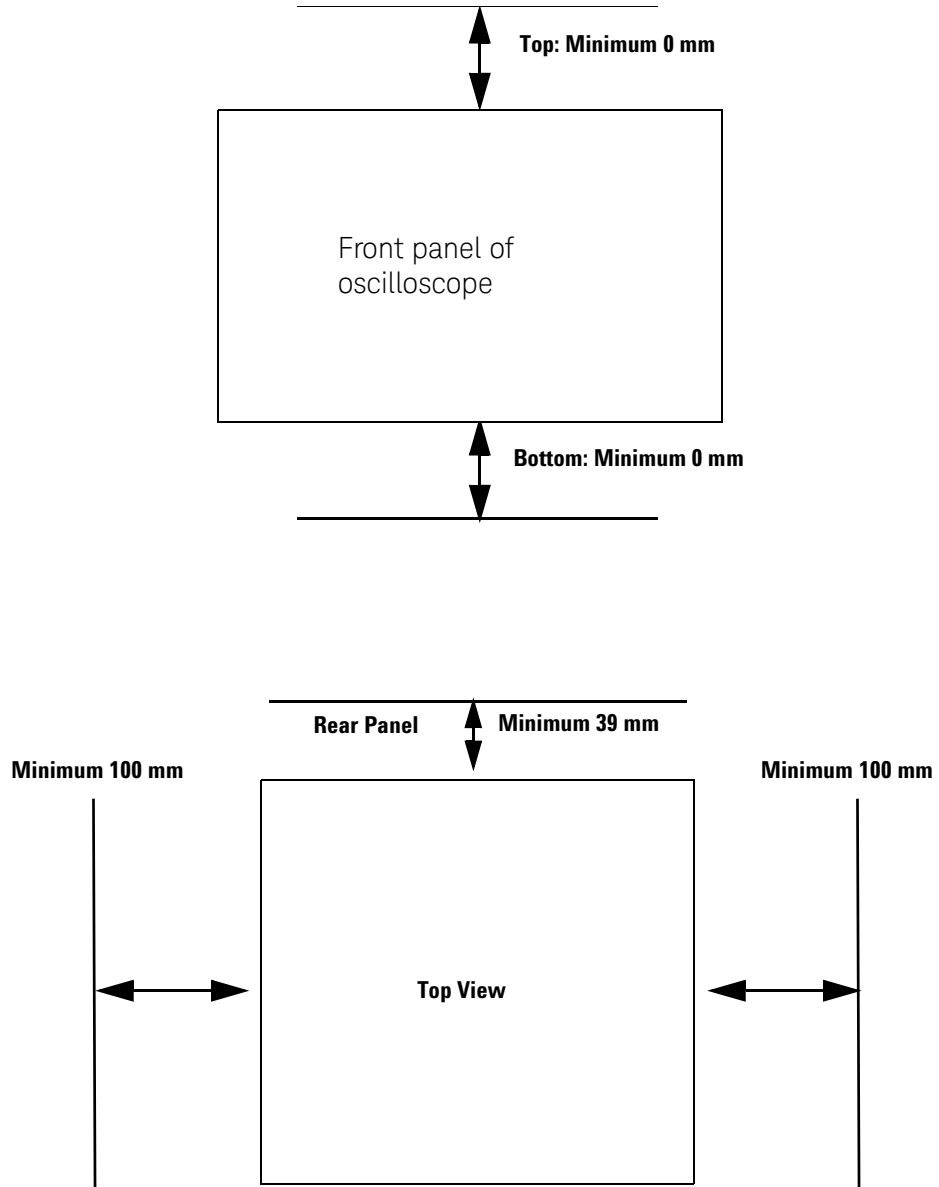 Top: Minimum 0 mm
Front panel of
oscilloscope
Bottom: Minimum 0 mm
Rear Panel
Minimum 39 mm
Minimum 100 mm
Minimum 100 mm
Top View